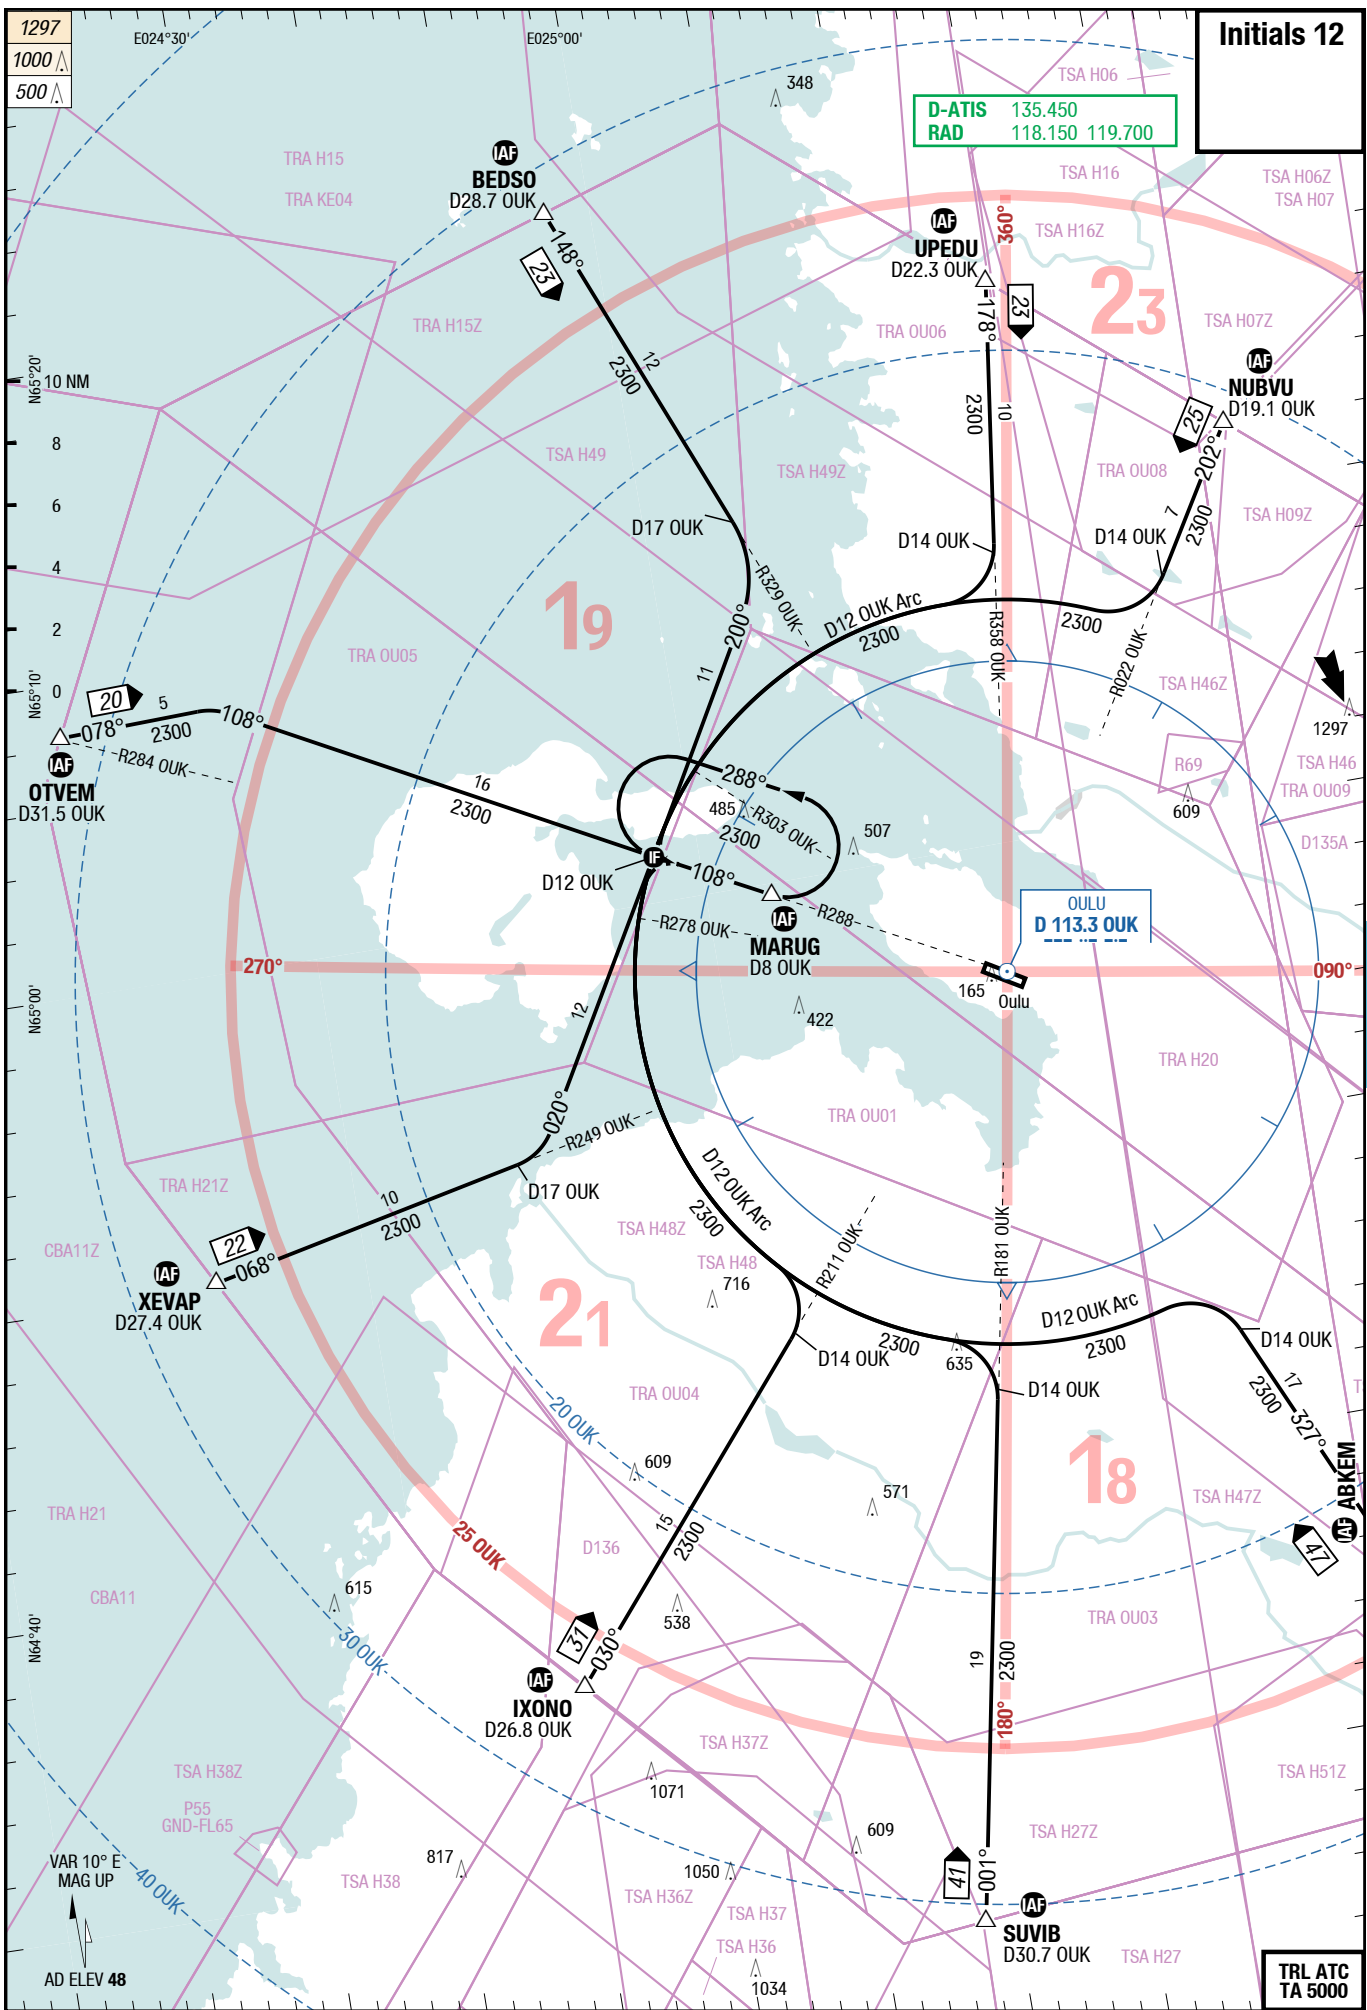 1297
1000
500
E024°30'
E025°00'
Initials 12
D-ATIS 135.450
RAD 118.150 119.700
TSA H06
348
TRA H15
TRA KE04
IAF
BEDSO
D28.7 OUK
148°
23
TSA H16
TSA H06Z
TSA H07
IAF
UPEDU
D22.3 OUK
360°
TSA H16Z
23
178°
23
TRA H15Z
TRA OU06
TSA H07Z
N65°20'
10 NM
8
6
4
2
0
12
2300
IAF
NUBVU
D19.1 OUK
25
202°
2300
10
TSA H49
TSA H49Z
TRA OU08
7
2300
TSA H09Z
D17 OUK
D14 OUK
D14 OUK
R329 OUK
19
200°
D12 OUK Arc
2300
R358 OUK
2300
R022 OUK
TRA OU05
11
TSA H46Z
N65°10'
20
5
078°
2300
108°
R284 OUK
IAF
OTVEM
D31.5 OUK
16
2300
1297
R69
TSA H46
TRA OU09
609
D135A
288°
485
R303 OUK
2300
507
IF
D12 OUK
108°
R288
R278 OUK
IAF
MARUG
D8 OUK
OULU
D 113.3 OUK
270°
090°
165
Oulu
N65°00'
12
422
TRA H20
020°
R249 OUK
TRA OU01
D17 OUK
TRA H21Z
10
2300
CBA11Z
22
068°
IAF
XEVAP
D27.4 OUK
D12 OUK Arc
2300
TSA H48Z
TSA H48
716
R211 OUK
R181 OUK
21
D12 OUK Arc
2300
2300
635
D14 OUK
D14 OUK
D14 OUK
17
2300
327°
TRA OU04
20 OUK
18
ABKEM
IAF
47
609
571
TSA H47Z
TRA H21
25 OUK
15
2300
D136
CBA11
615
538
TRA OU03
N64°40'
30 OUK
31
030°
19
2300
IAF
IXONO
D26.8 OUK
180°
TSA H37Z
TSA H38Z
1071
TSA H51Z
P55
GND-FL65
609
TSA H27Z
VAR 10° E
MAG UP
817
1050
41
001°
40 OUK
TSA H38
TSA H36Z
TSA H37
IAF
SUVIB
D30.7 OUK
TSA H36
TSA H27
1034
AD ELEV 48
TRL ATC
TA 5000